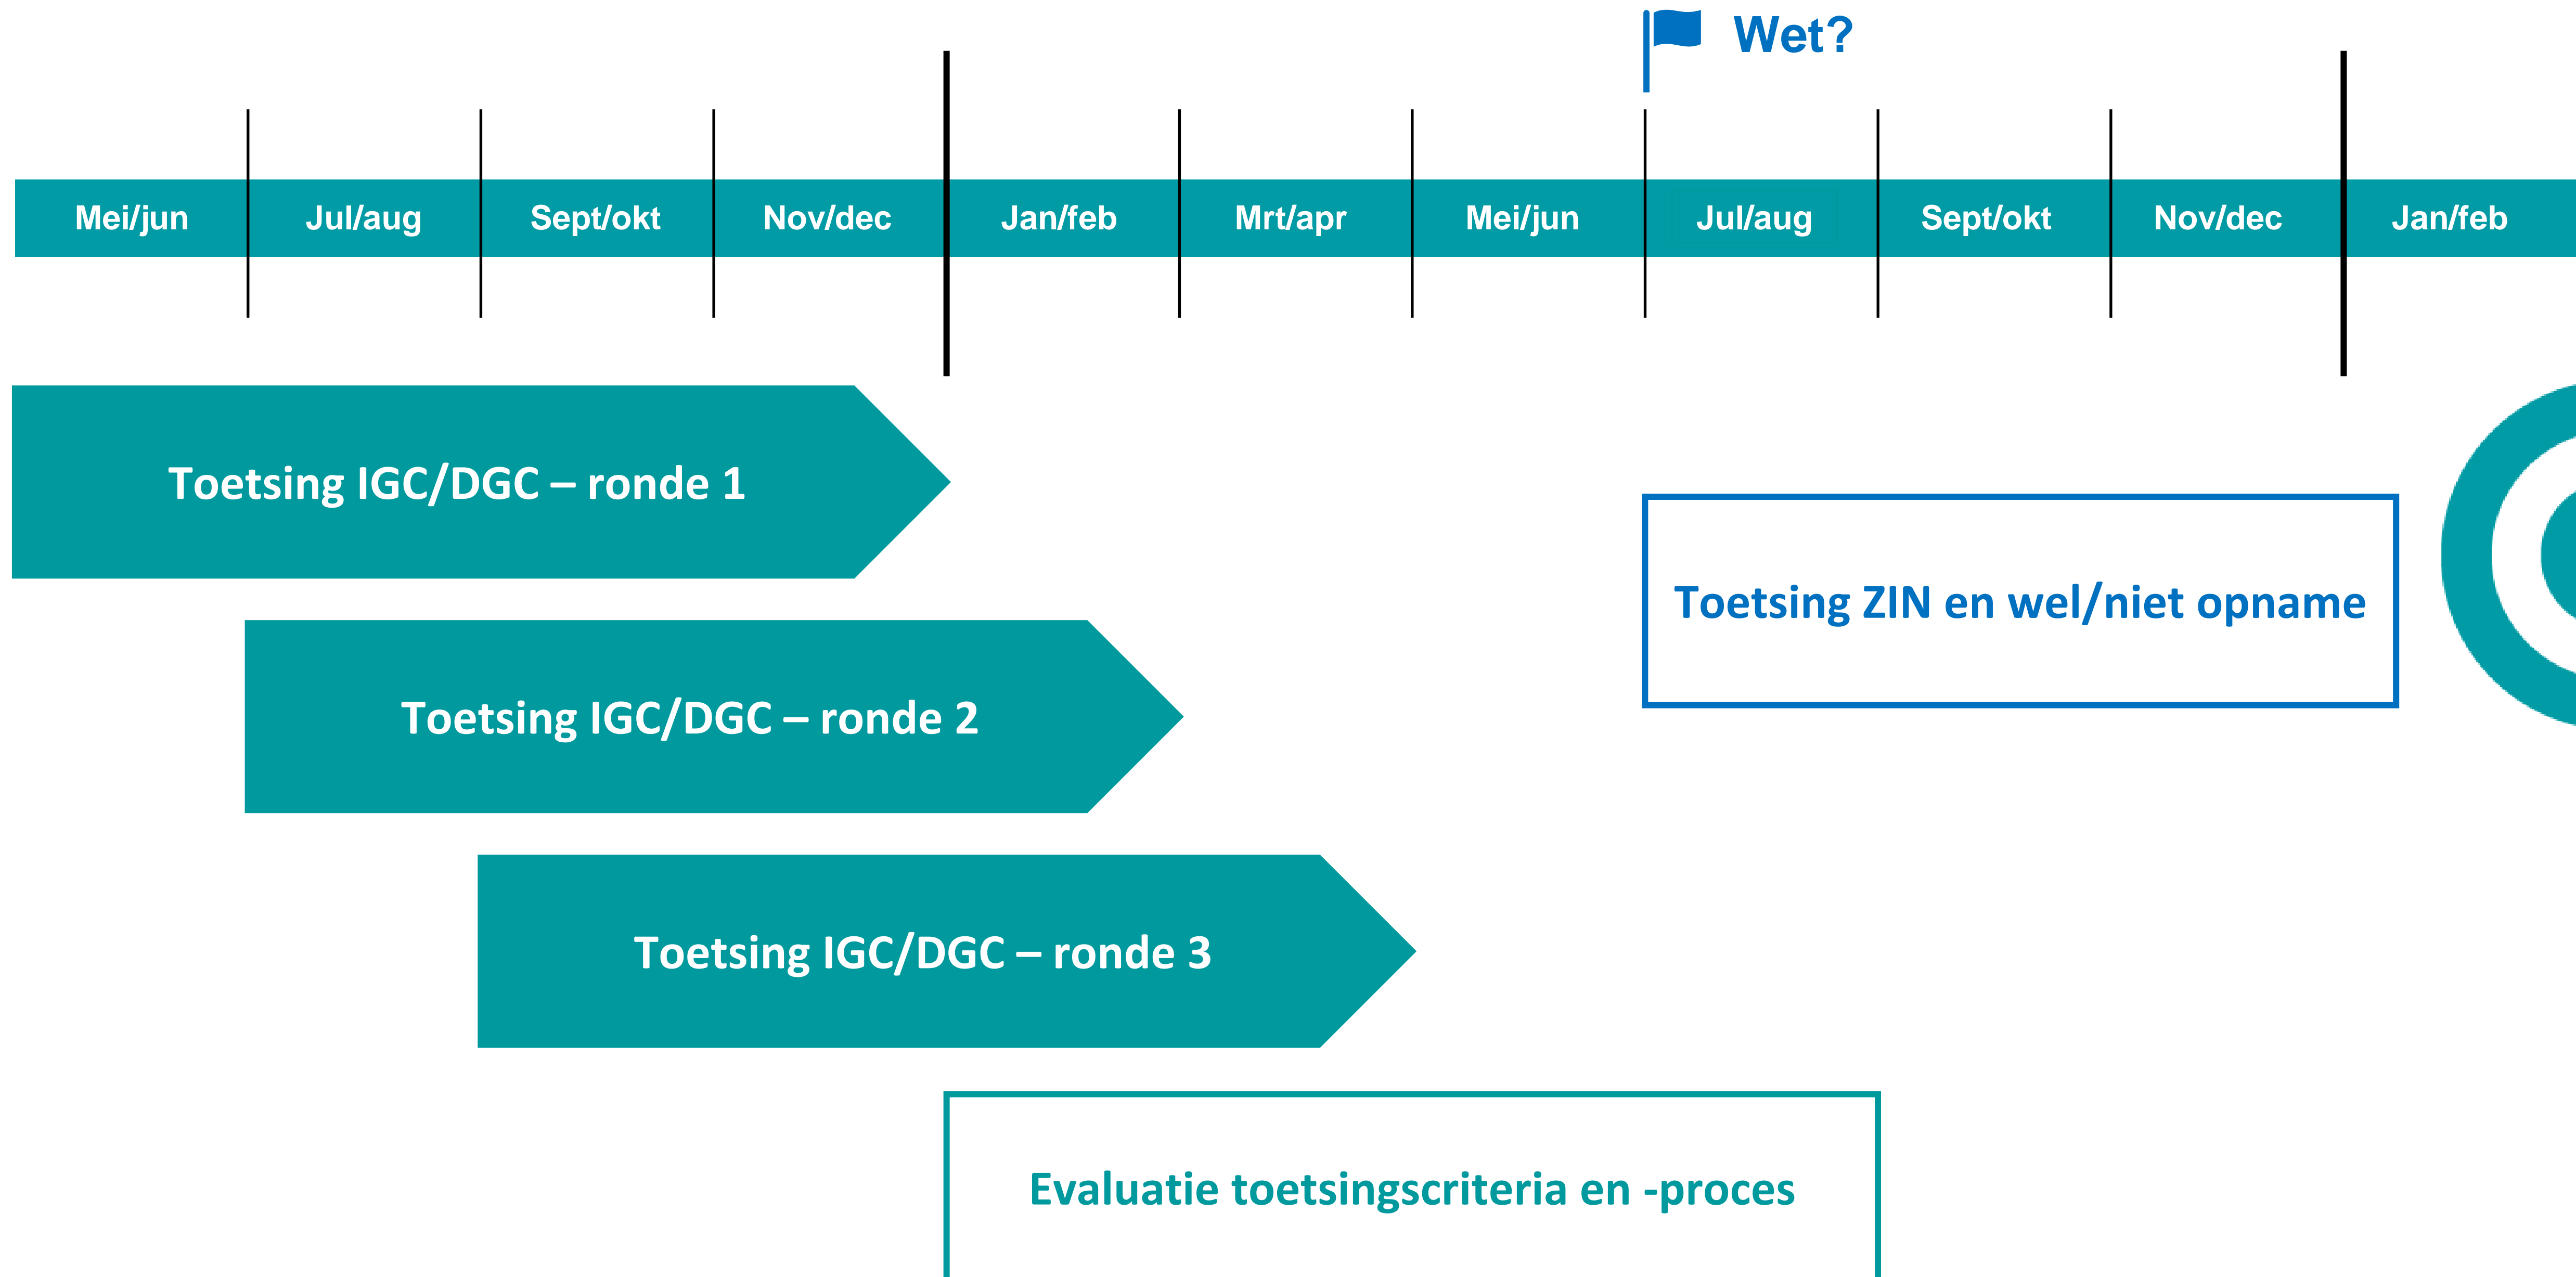 Wet?
Mei/jun Jul/aug Sept/okt Nov/dec Jan/feb Mrt/apr Mei/jun Jul/aug Sept/okt Nov/dec Jan/feb
Toetsing IGC/DGC – ronde 1
Toetsing ZIN en wel/niet opname
Toetsing IGC/DGC – ronde 2
Toetsing IGC/DGC – ronde 3
Evaluatie toetsingscriteria en -proces